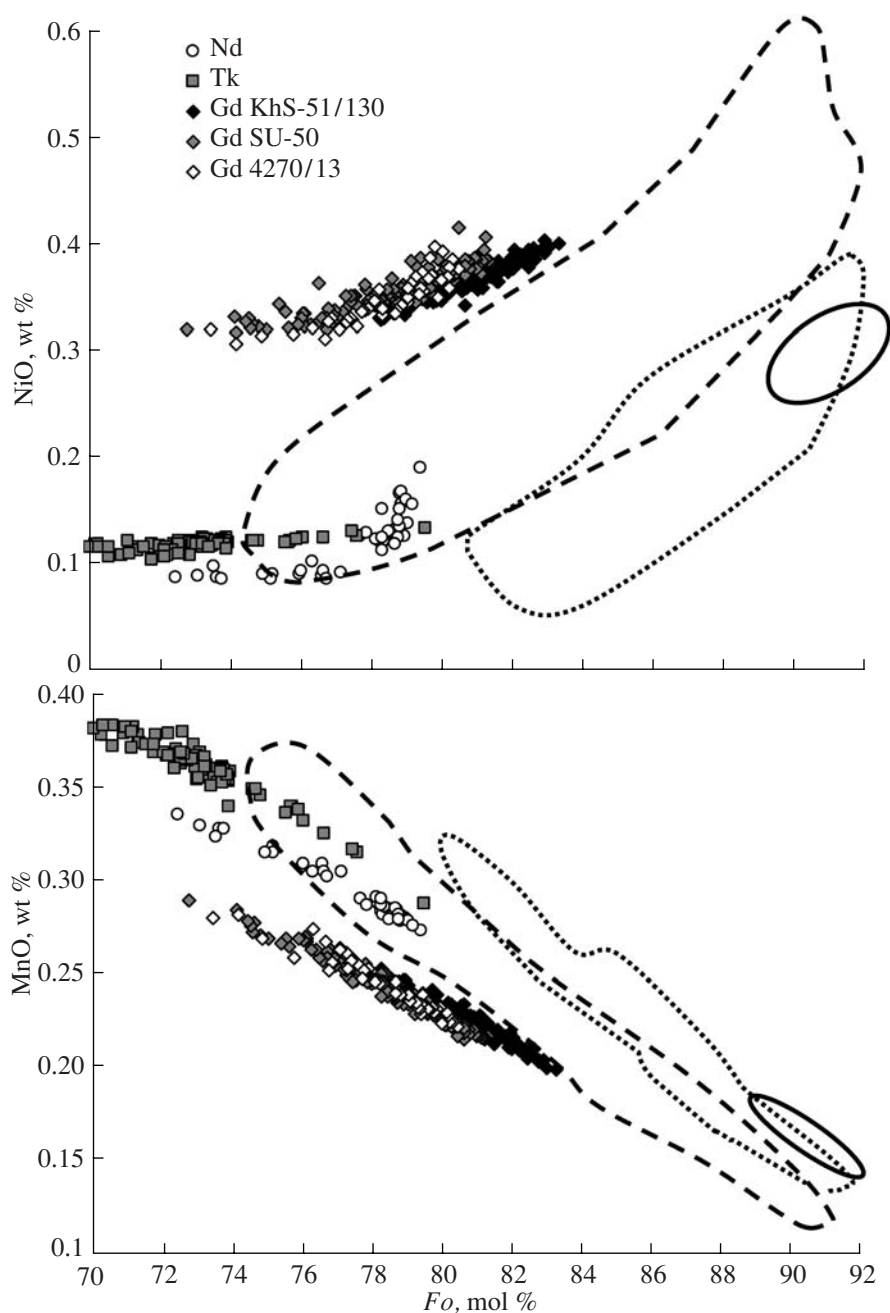 0.6
Nd
Tk
Gd KhS-51/130
0.5
Gd SU-50
Gd 4270/13
0.4
NiO, wt %
0.3
0.2
0.1
0
0.40
0.35
0.30
MnO, wt %
0.25
0.20
0.15
0.1
70 74 76 78 80 82 84 86 88 90 92
Fo, mol %